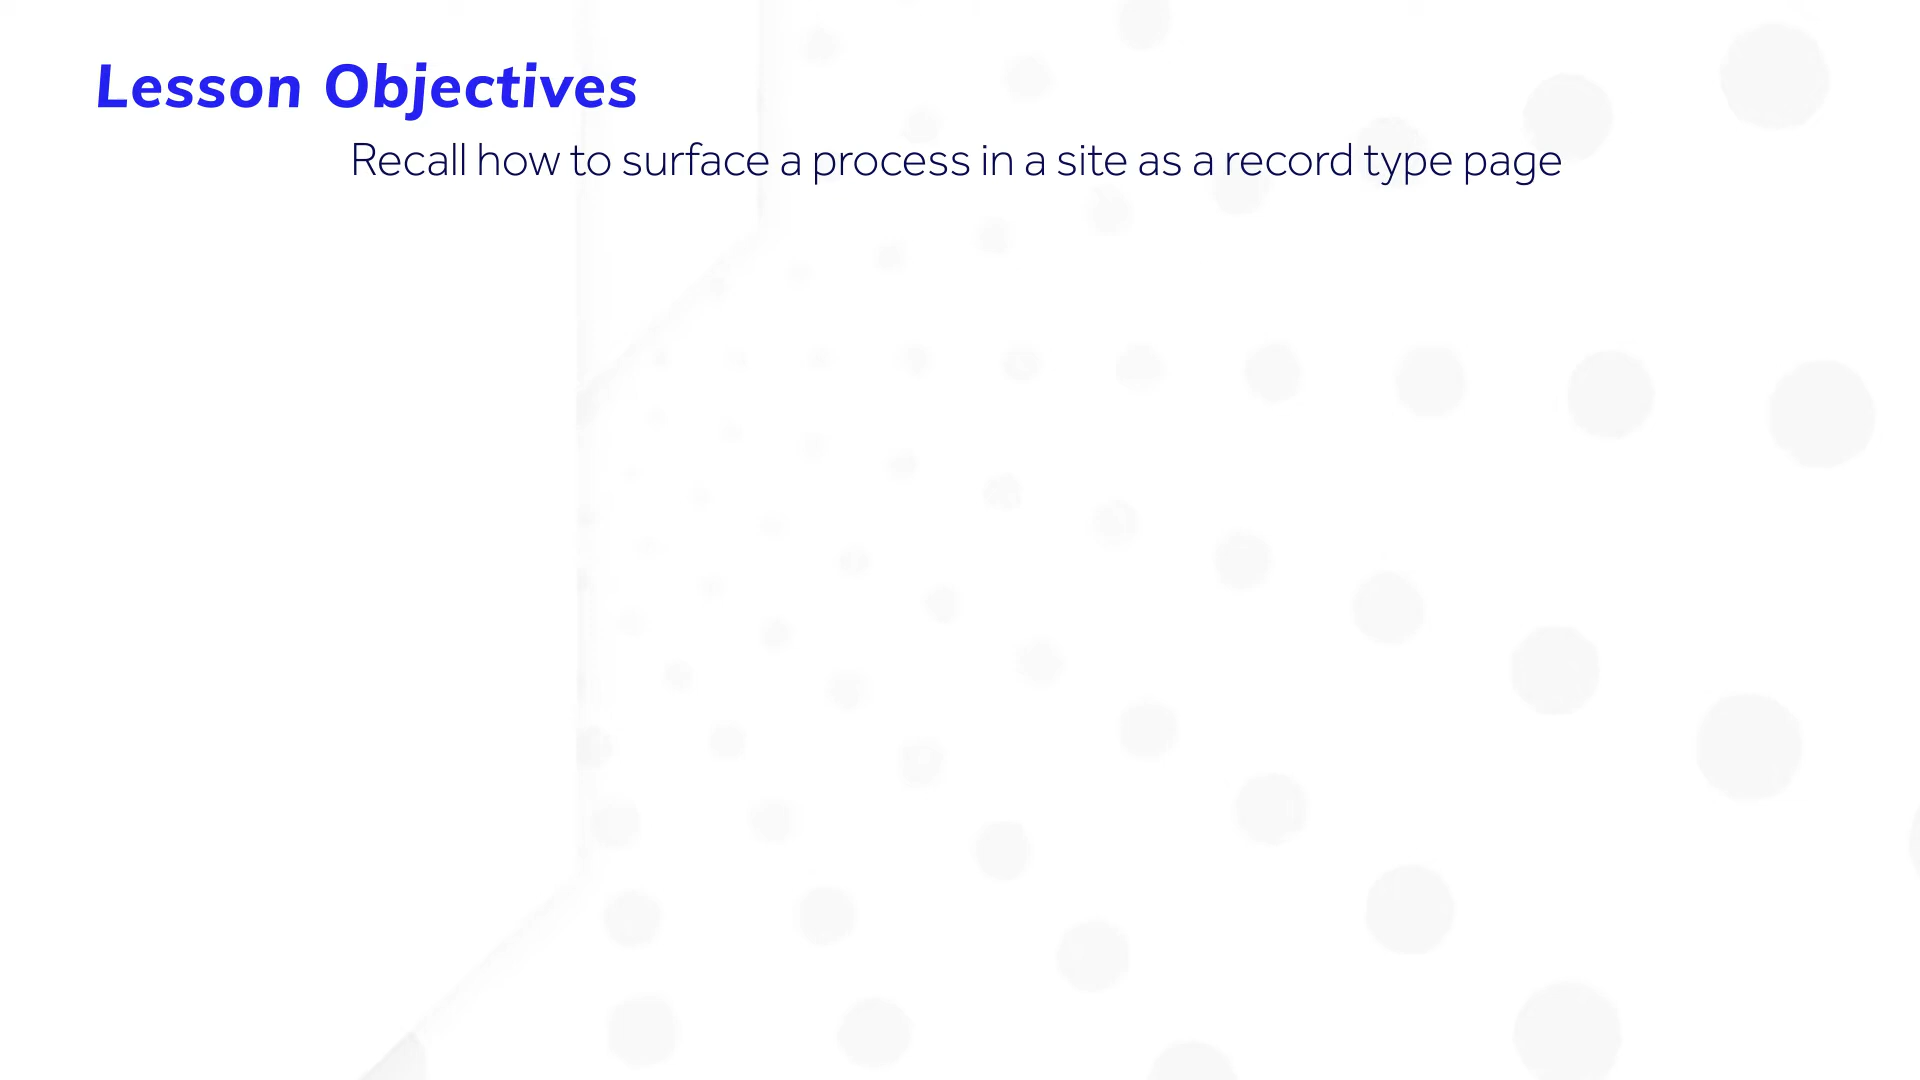 Lesson Objectives
Recall how to surface a process in a site as a record type page